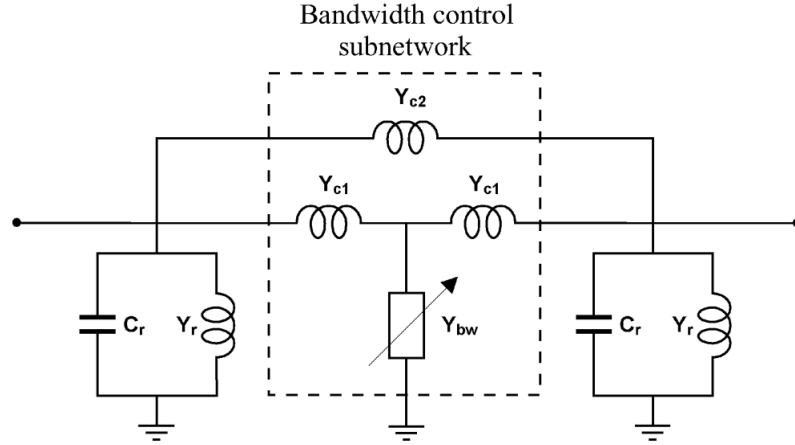 Bandwidth control
subnetwork
Yc2
Yc1 Yc1
Cr Yr Ybw Cr Yr